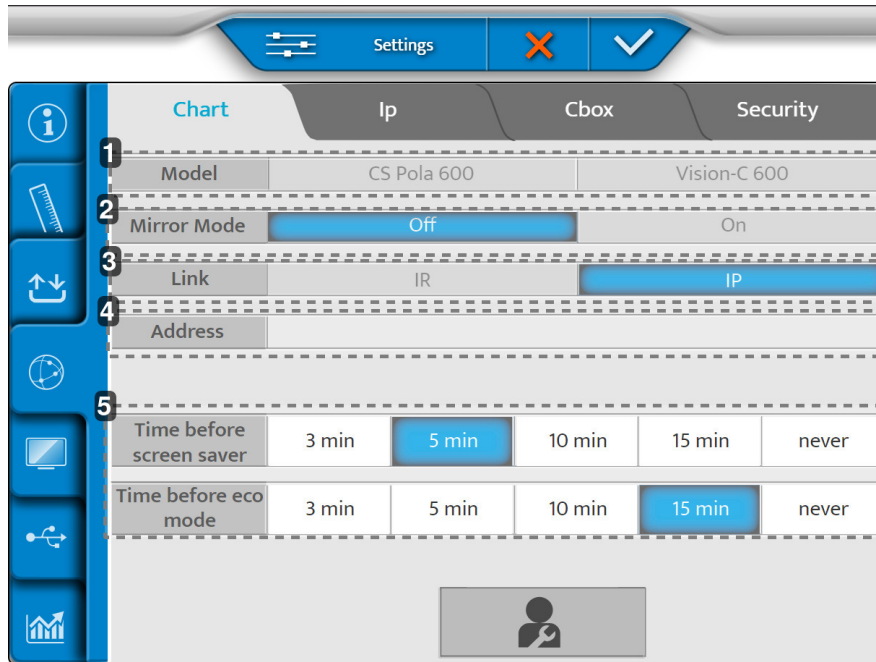 Settings
Chart Ip Cbox Security
1
Model CS Pola 600 Vision-C 600
2
Mirror Mode Off On
3
Link IR IP
4
Address
5
Time before
screen saver 3 min 5 min 10 min 15 min never
Time before eco
mode 3 min 5 min 10 min 15 min never